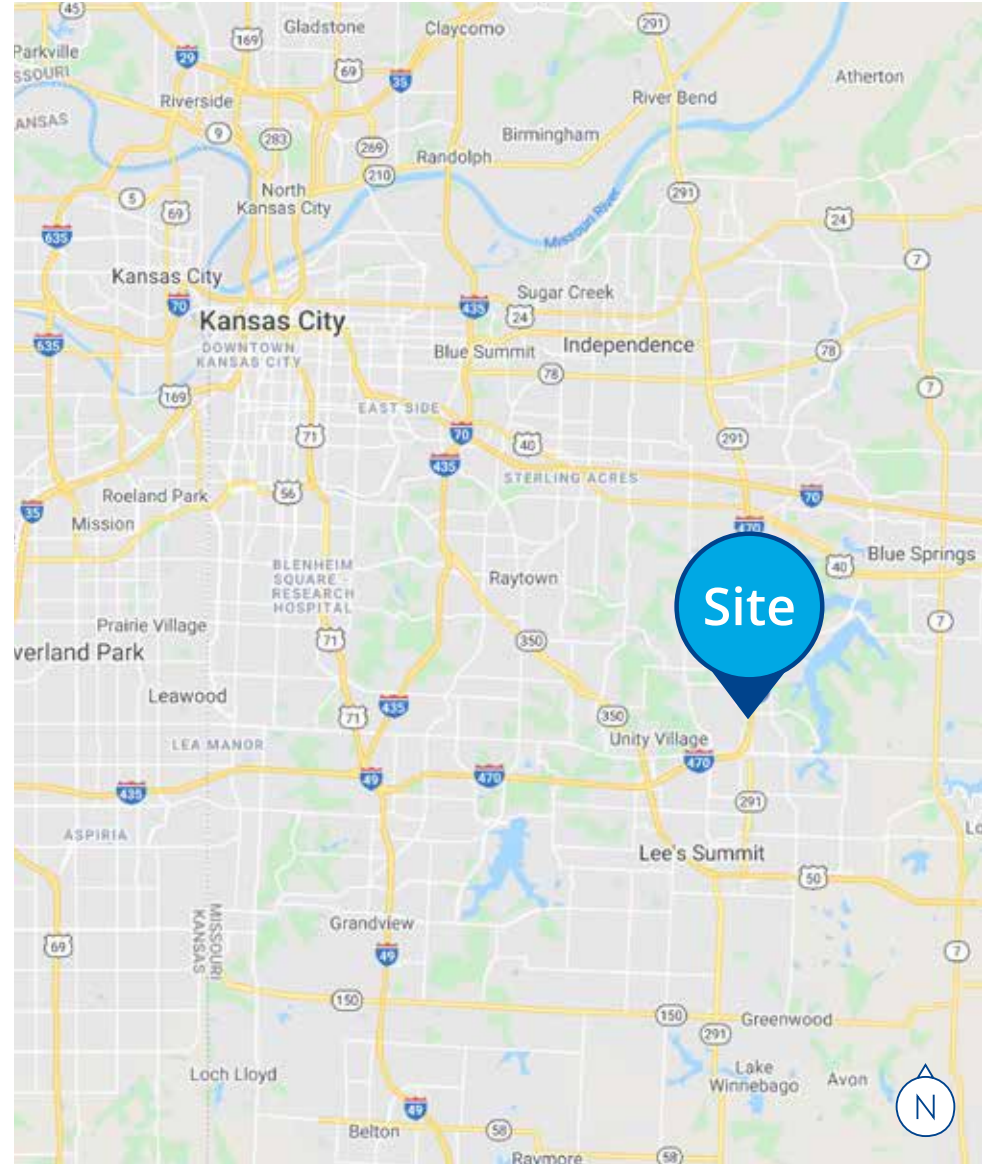 45
169
Gladstone
Claycomo
291
Parkville
SSOURI
29
69
35
Atherton
Riverside
River Bend
ANSAS
9
283
269
Birmingham
Randolph
210
5
69
North
Kansas City
291
24
635
Missouri River
7
Kansas City
70
435
Sugar Creek
24
Kansas City
635
DOWNTOWN
KANSAS CITY
Blue Summit
Independence
78
78
169
7
EAST SIDE
71
70
40
291
435
STERLING ACRES
Roeland Park
56
70
35
Mission
470
Blue Springs
BLENHEIM
SQUARE -
RESEARCH
HOSPITAL
Raytown
40
Site
Prairie Village
71
350
7
verland Park
Leawood
435
71
350
LEA MANOR
Unity Village
470
435
49
470
291
ASPIRIA
Lo
Lee's Summit
50
MISSOURI
KANSAS
Grandview
69
49
7
150
150
Greenwood
291
Loch Lloyd
Lake
Winnebago
Avon
N
49
Belton
58
Raymore
58